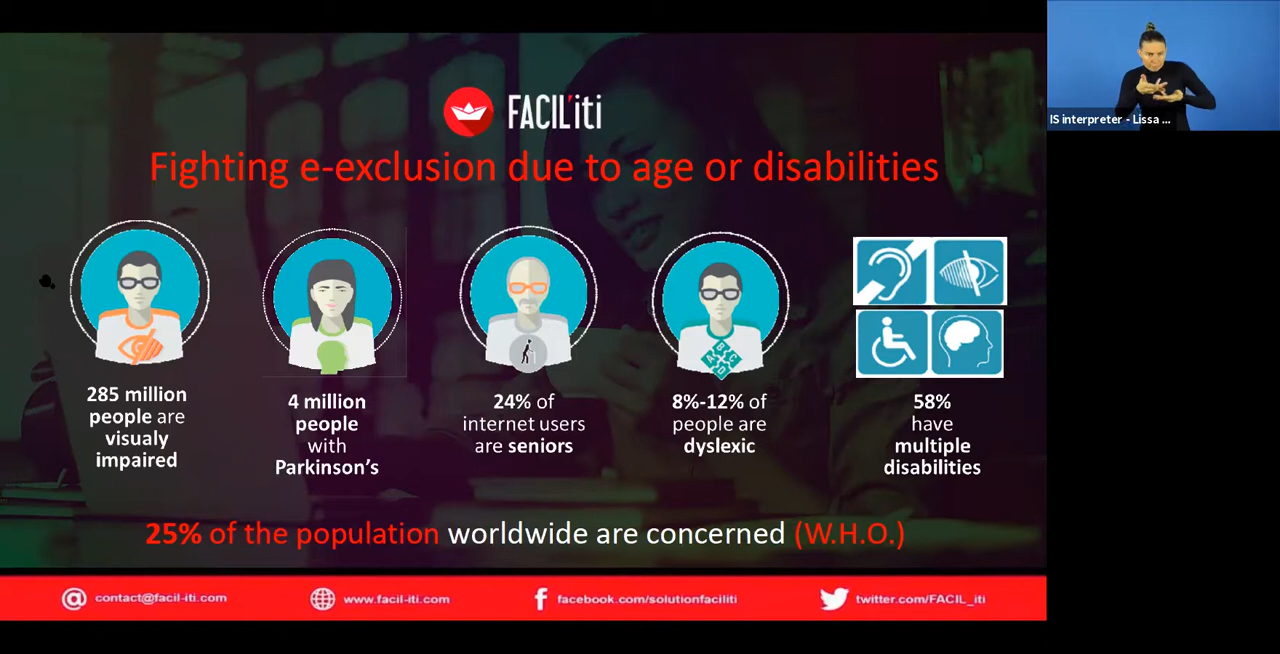 FACIL'iti
Fighting e-exclusion due to age or disabilities
285 million
people are
visualy
impaired
4 million
people
with
Parkinson's
24% of
internet users
are seniors
8%-12% of
people are
dyslexic
A B C D
58%
have
multiple
disabilities
25% of the population worldwide are concerned (W.H.O.)
@ contact@facil-iti.com
www.facil-iti.com
f facebook.com/solutionfaciliti
twitter.com/FACIL_iti
IS interpreter - Lissa ...